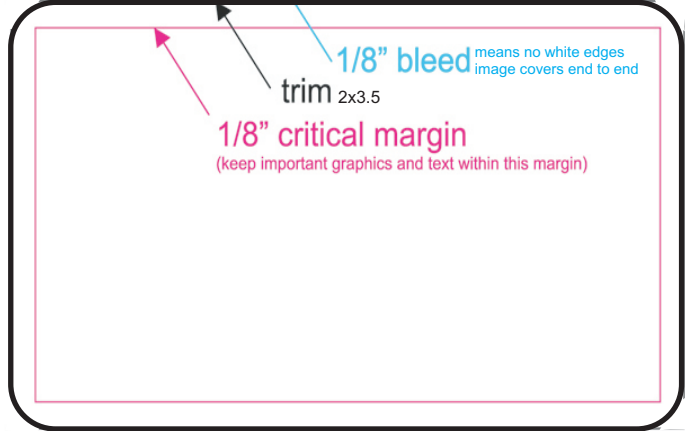 1/8” bleed means no white edges
image covers end to end
trim 2x3.5
1/8” critical margin
(keep important graphics and text within this margin)